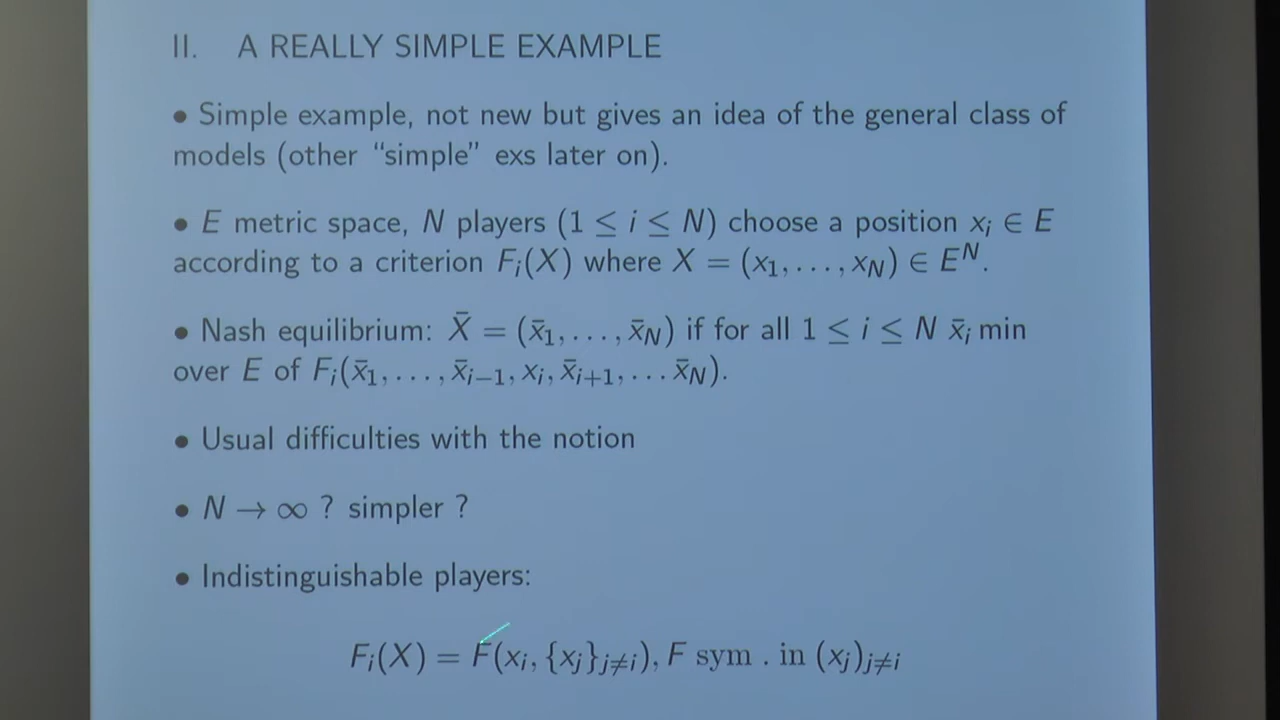 II. A REALLY SIMPLE EXAMPLE
• Simple example, not new but gives an idea of the general class of
models (other “simple” exs later on).
• E metric space, N players (1 ≤ i ≤ N) choose a position xᵢ ∈ E
according to a criterion Fᵢ(X) where X = (x₁, . . . , x_N) ∈ E^N.
• Nash equilibrium: X̄ = (x̄₁, . . . , x̄_N) if for all 1 ≤ i ≤ N x̄ᵢ min
over E of Fᵢ(x̄₁, . . . , x̄ᵢ₋₁, xᵢ, x̄ᵢ₊₁, . . . x̄_N).
• Usual difficulties with the notion
• N → ∞ ? simpler ?
• Indistinguishable players:
Fᵢ(X) = F(xᵢ, {xⱼ}_{j≠i}), F sym . in (xⱼ)_{j≠i}